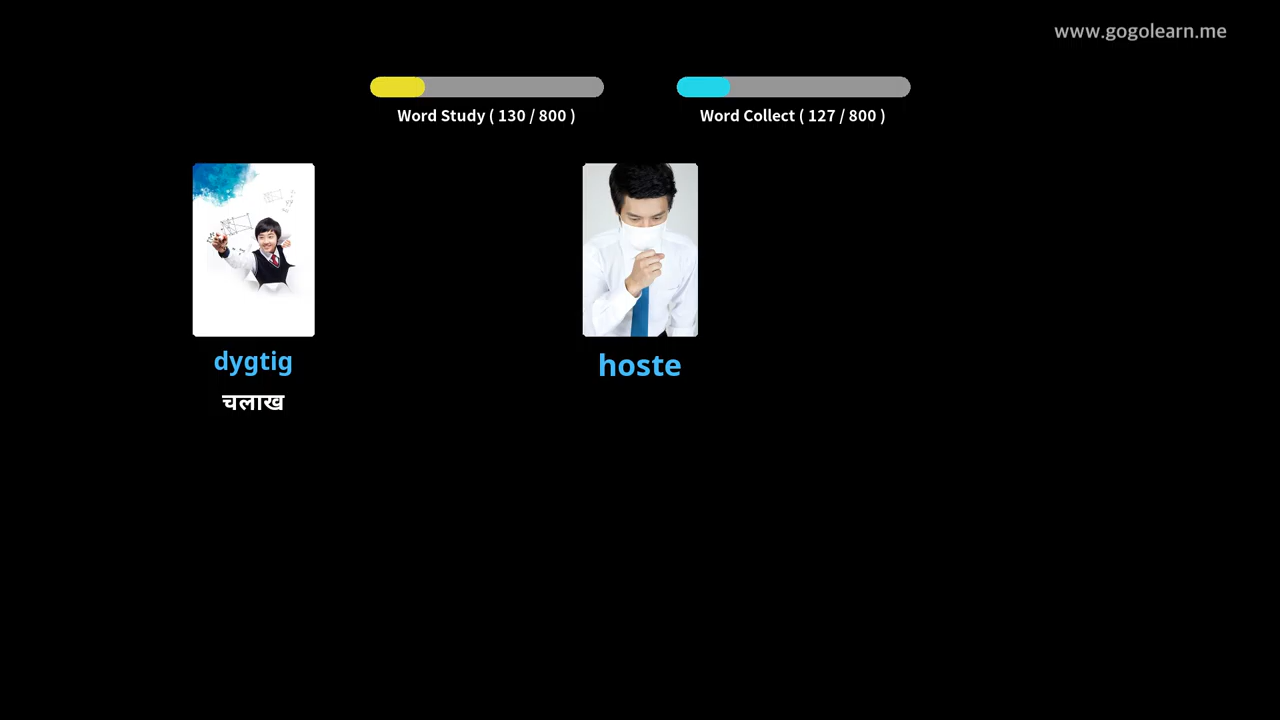 www.gogolearn.me
Word Study ( 130 / 800 )
Word Collect ( 127 / 800 )
dygtig
चलाख
hoste